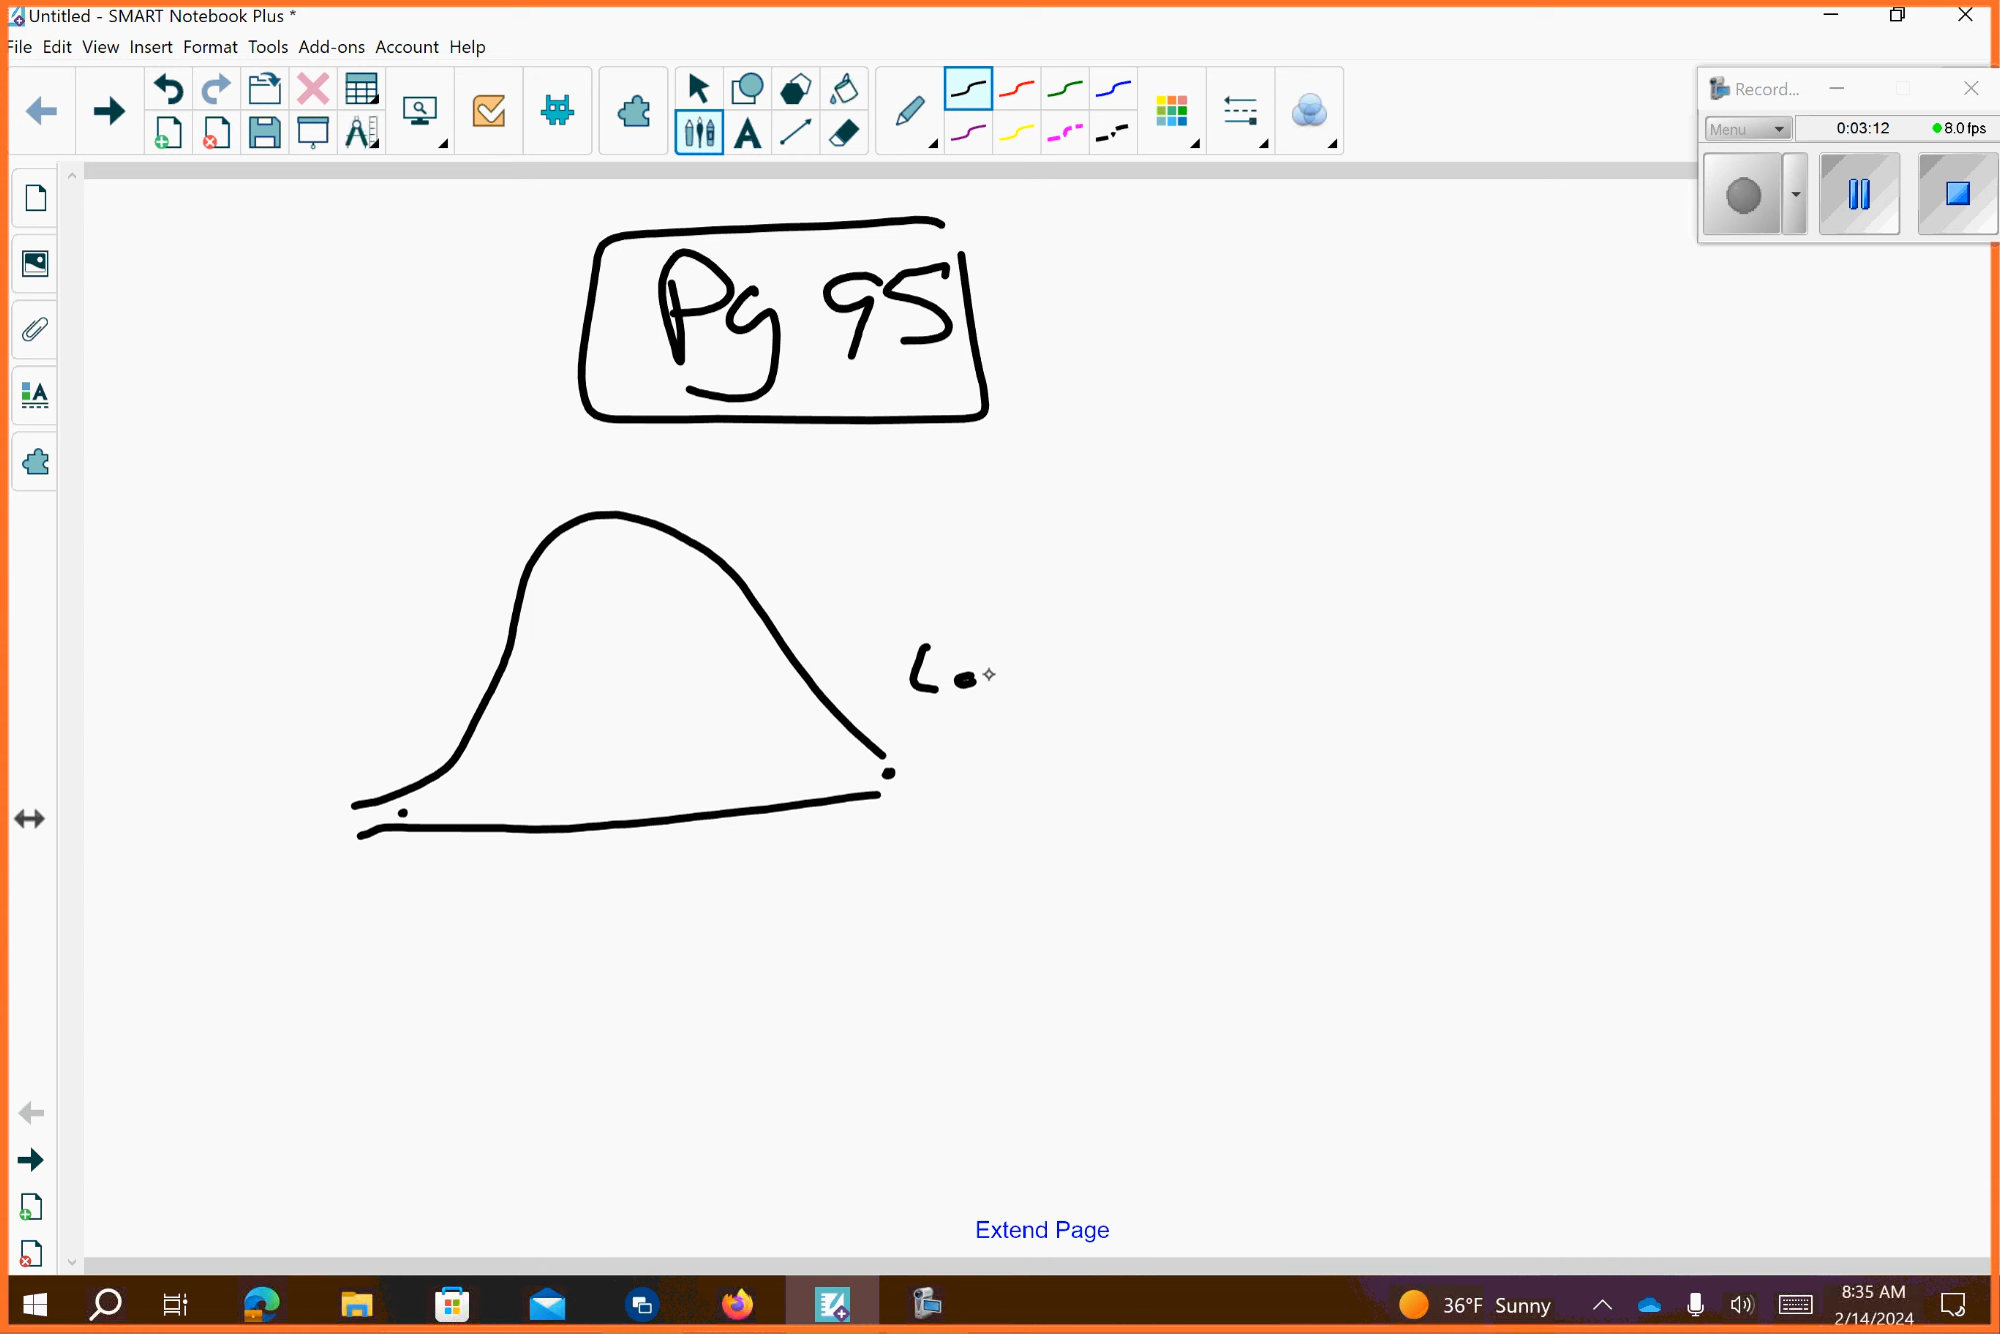 Untitled - SMART Notebook Plus *
File Edit View Insert Format Tools Add-ons Account Help
Record...
Menu 0:03:12 8.0 fps
Pg 95
Extend Page
36°F Sunny
8:35 AM
2/14/2024